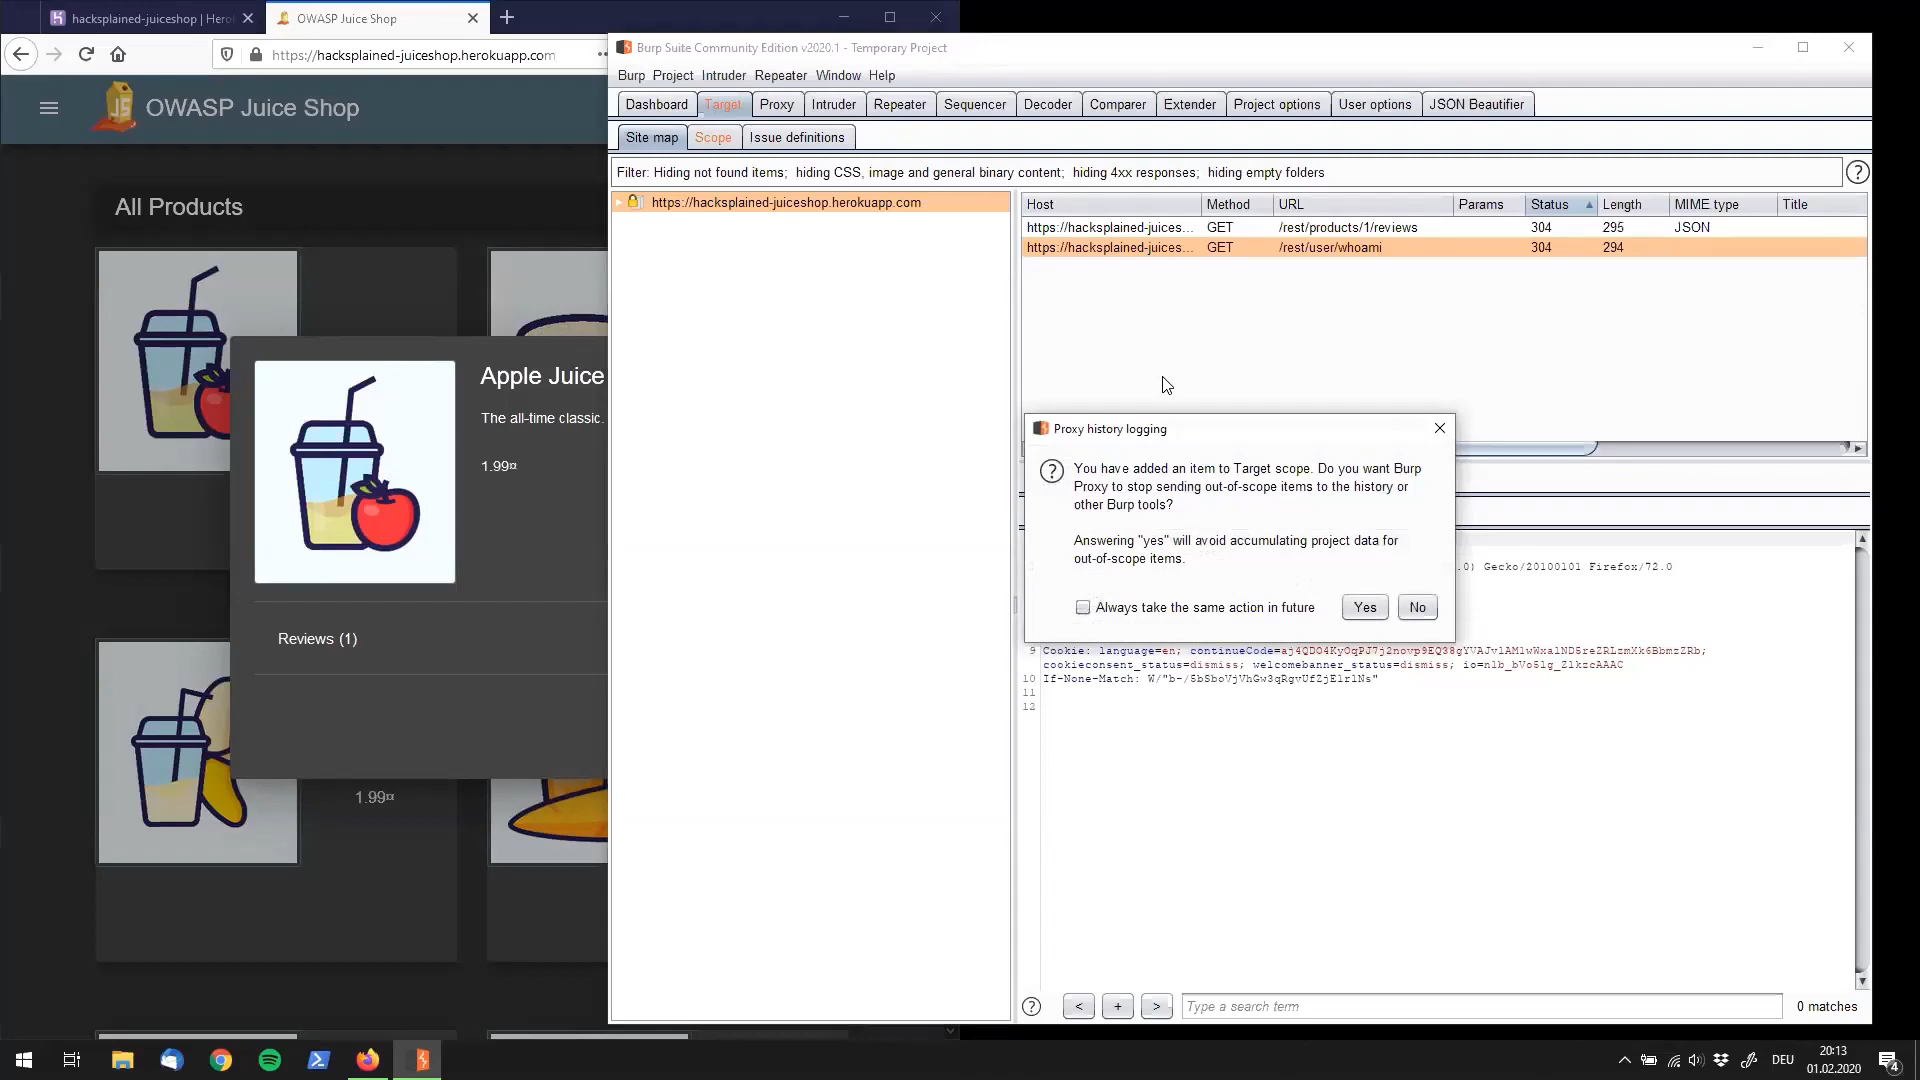 hacksplained-juiceshop | Hero
OWASP Juice Shop
https://hacksplained-juiceshop.herokuapp.com
OWASP Juice Shop
All Products
Apple Juice
The all-time classic.
1.99¤
Reviews (1)
1.99¤
Burp Suite Community Edition v2020.1 - Temporary Project
Burp Project Intruder Repeater Window Help
Dashboard Target Proxy Intruder Repeater Sequencer Decoder Comparer Extender Project options User options JSON Beautifier
Site map Scope Issue definitions
Filter: Hiding not found items; hiding CSS, image and general binary content; hiding 4xx responses; hiding empty folders
https://hacksplained-juiceshop.herokuapp.com
Host Method URL Params Status Length MIME type Title
https://hacksplained-juices... GET /rest/products/1/reviews 304 295 JSON
https://hacksplained-juices... GET /rest/user/whoami 304 294
Proxy history logging
You have added an item to Target scope. Do you want Burp
Proxy to stop sending out-of-scope items to the history or
other Burp tools?
Answering "yes" will avoid accumulating project data for
out-of-scope items.
Always take the same action in future Yes No
.0) Gecko/20100101 Firefox/72.0
9 Cookie: language=en;
cookieconsent_status=dismiss; welcomebanner_status=dismiss;
10 If-None-Match:
11
12
< + > Type a search term 0 matches
DEU 20:13
01.02.2020
4